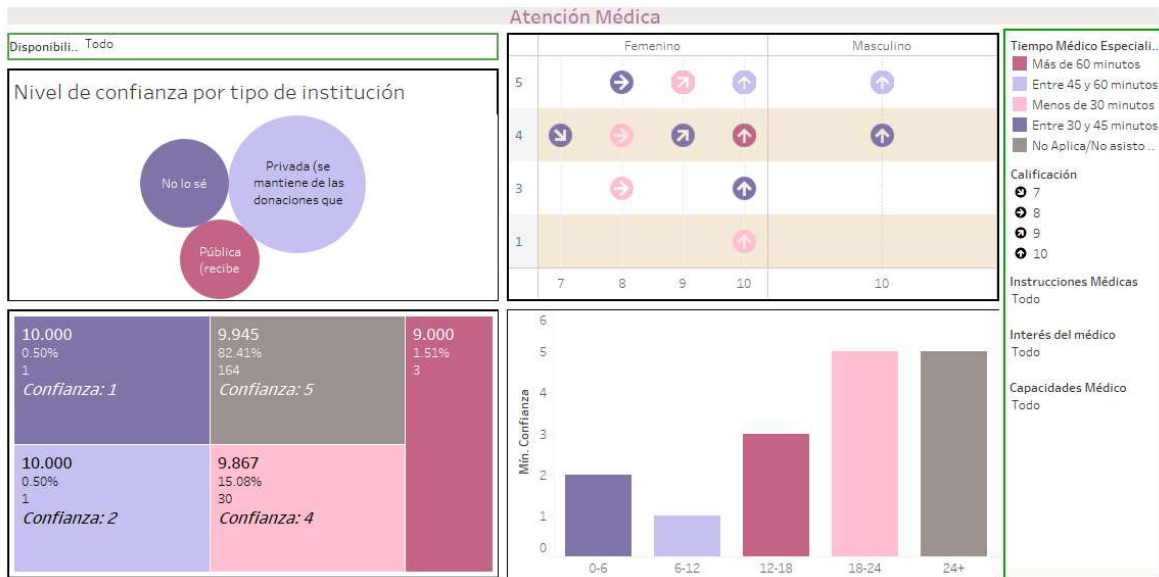 Atención Médica
Disponibili.. Todo
Nivel de confianza por tipo de institución
No lo sé
Privada (se
mantiene de las
donaciones que
Pública
(recibe
Femenino
Masculino
5
4
3
1
7
8
9
10
10
Tiempo Médico Especiali..
Más de 60 minutos
Entre 45 y 60 minutos
Menos de 30 minutos
Entre 30 y 45 minutos
No Aplica/No asisto ..
Calificación
7
8
9
10
Instrucciones Médicas
Todo
Interés del médico
Todo
Capacidades Médico
Todo
10.000
0.50%
1
Confianza: 1
9.945
82.41%
164
Confianza: 5
9.000
1.51%
3
10.000
0.50%
1
Confianza: 2
9.867
15.08%
30
Confianza: 4
Mín. Confianza
6
5
4
3
2
1
0
0-6
6-12
12-18
18-24
24+